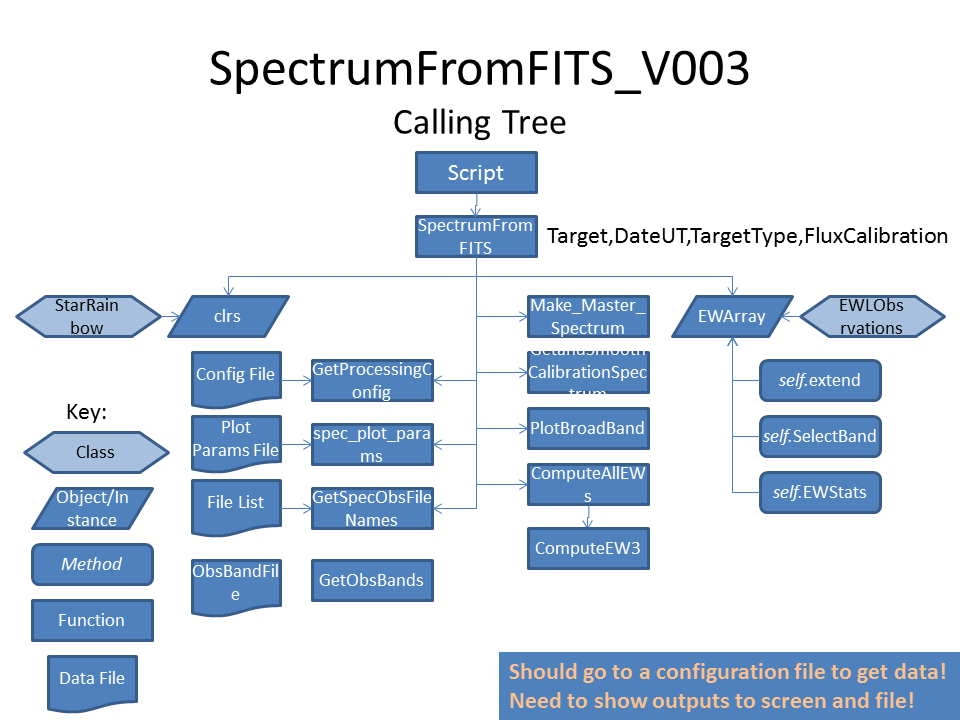 SpectrumFromFITS_V003
Calling Tree
Script
SpectrumFrom
FITS
Target,DateUT,TargetType,FluxCalibration
StarRain
bow
clrs
Make_Master_
Spectrum
EWArray
EWLObs
rvations
Config File
GetProcessingC
onfig
GetandSmooth
CalibrationSpec
trum
self.extend
Key:
Class
Plot
Params File
spec_plot_para
ms
PlotBroadBand
self.SelectBand
Object/In
stance
File List
GetSpecObsFile
Names
ComputeAllEW
s
self.EWStats
Method
ObsBandFil
e
GetObsBands
ComputeEW3
Function
Data File
Should go to a configuration file to get data!
Need to show outputs to screen and file!